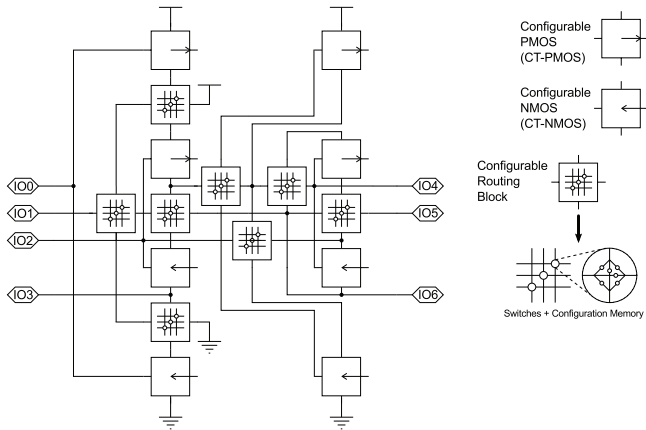 IO0
IO1
IO2
IO3
IO4
IO5
IO6
Configurable
PMOS
(CT-PMOS)
Configurable
NMOS
(CT-NMOS)
Configurable
Routing
Block
Switches + Configuration Memory